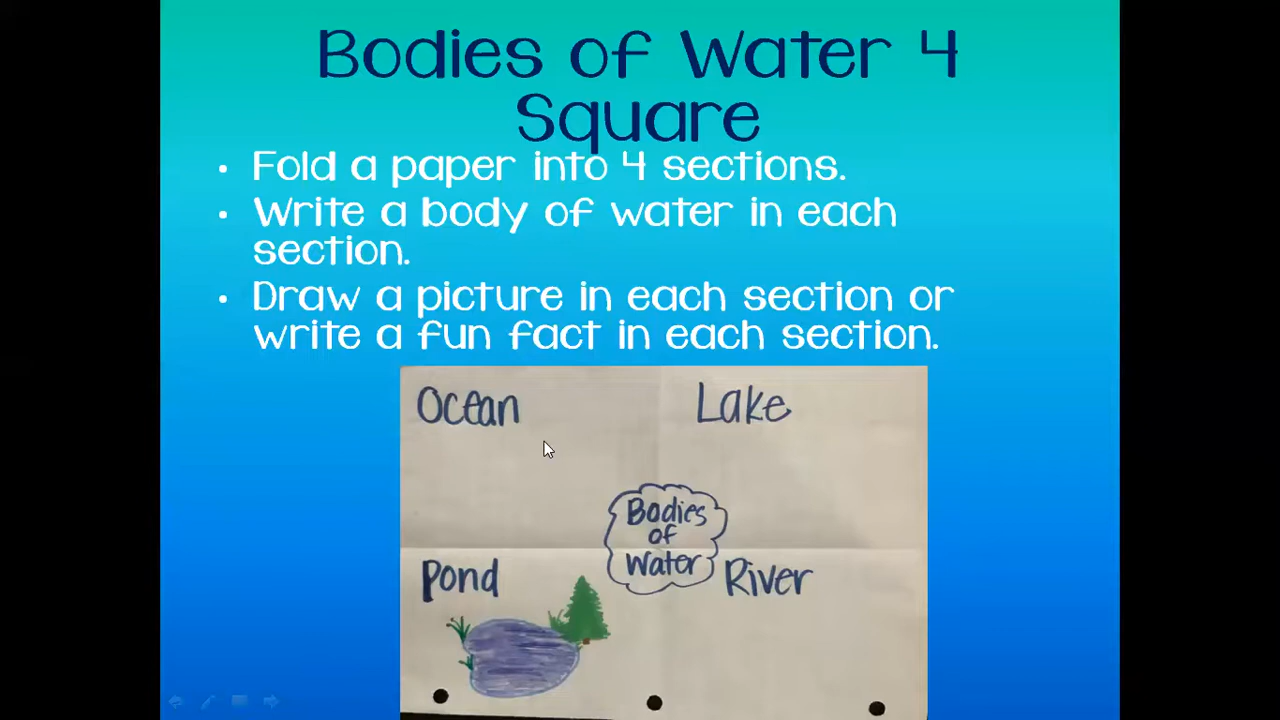 Bodies of Water 4
Square
• Fold a paper into 4 sections.
• Write a body of water in each
section.
• Draw a picture in each section or
write a fun fact in each section.
Ocean
Lake
Bodies
of
Water
Pond
River